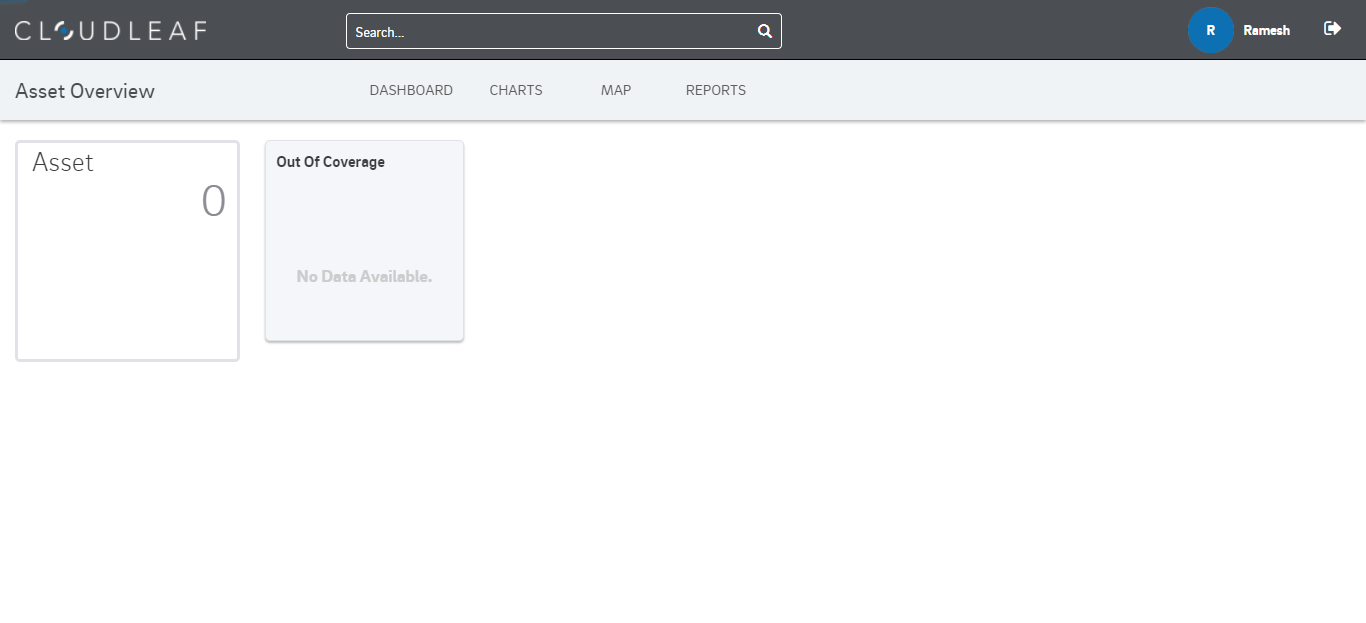 CLOUDLEAF
Search...
R
Ramesh
Asset Overview
DASHBOARD
CHARTS
MAP
REPORTS
Asset
0
Out Of Coverage
No Data Available.